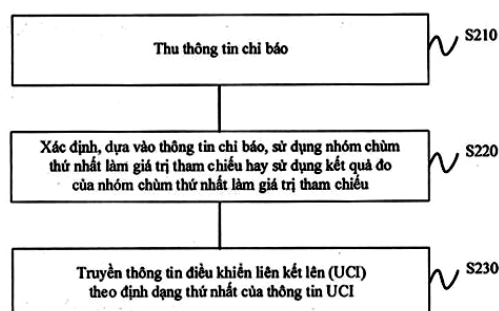 Thu thông tin chỉ báo
S210
Xác định, dựa vào thông tin chỉ báo, sử dụng nhóm chùm
thứ nhất làm giá trị tham chiếu hay sử dụng kết quả đo
của nhóm chùm thứ nhất làm giá trị tham chiếu
S220
Truyền thông tin điều khiển liên kết lên (UCI)
theo định dạng thứ nhất của thông tin UCI
S230